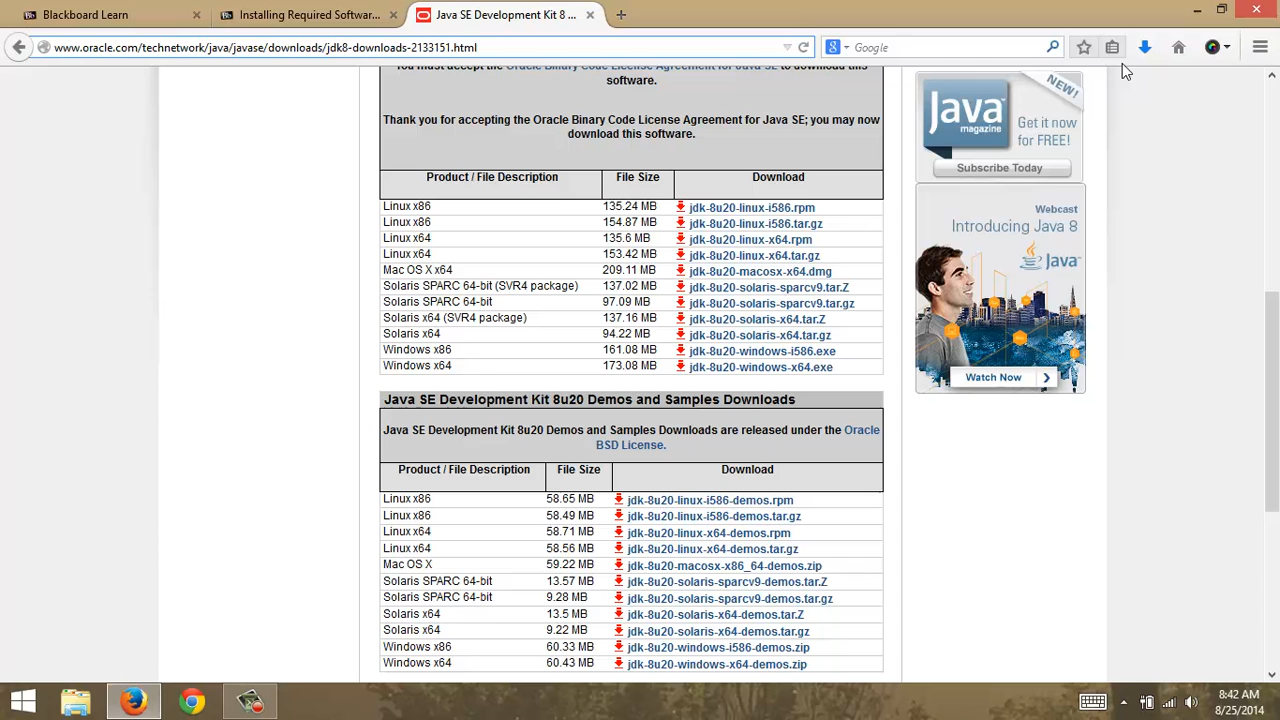 Blackboard Learn
Installing Required Softwar...
Java SE Development Kit 8 ...
www.oracle.com/technetwork/java/javase/downloads/jdk8-downloads-2133151.html
Google
You must accept the Oracle Binary Code License Agreement for Java SE to download this
software.
Thank you for accepting the Oracle Binary Code License Agreement for Java SE; you may now
download this software.
Product / File Description File Size Download
Linux x86 135.24 MB jdk-8u20-linux-i586.rpm
Linux x86 154.87 MB jdk-8u20-linux-i586.tar.gz
Linux x64 135.6 MB jdk-8u20-linux-x64.rpm
Linux x64 153.42 MB jdk-8u20-linux-x64.tar.gz
Mac OS X x64 209.11 MB jdk-8u20-macosx-x64.dmg
Solaris SPARC 64-bit (SVR4 package) 137.02 MB jdk-8u20-solaris-sparcv9.tar.Z
Solaris SPARC 64-bit 97.09 MB jdk-8u20-solaris-sparcv9.tar.gz
Solaris x64 (SVR4 package) 137.16 MB jdk-8u20-solaris-x64.tar.Z
Solaris x64 94.22 MB jdk-8u20-solaris-x64.tar.gz
Windows x86 161.08 MB jdk-8u20-windows-i586.exe
Windows x64 173.08 MB jdk-8u20-windows-x64.exe
Java SE Development Kit 8u20 Demos and Samples Downloads
Java SE Development Kit 8u20 Demos and Samples Downloads are released under the Oracle
BSD License.
Product / File Description File Size Download
Linux x86 58.65 MB jdk-8u20-linux-i586-demos.rpm
Linux x86 58.49 MB jdk-8u20-linux-i586-demos.tar.gz
Linux x64 58.71 MB jdk-8u20-linux-x64-demos.rpm
Linux x64 58.56 MB jdk-8u20-linux-x64-demos.tar.gz
Mac OS X 59.22 MB jdk-8u20-macosx-x86_64-demos.zip
Solaris SPARC 64-bit 13.57 MB jdk-8u20-solaris-sparcv9-demos.tar.Z
Solaris SPARC 64-bit 9.28 MB jdk-8u20-solaris-sparcv9-demos.tar.gz
Solaris x64 13.5 MB jdk-8u20-solaris-x64-demos.tar.Z
Solaris x64 9.22 MB jdk-8u20-solaris-x64-demos.tar.gz
Windows x86 60.33 MB jdk-8u20-windows-i586-demos.zip
Windows x64 60.43 MB jdk-8u20-windows-x64-demos.zip
NEW!
Java
magazine
Get it now
for FREE!
Subscribe Today
Webcast
Introducing Java 8
Java
Watch Now
8:42 AM
8/25/2014